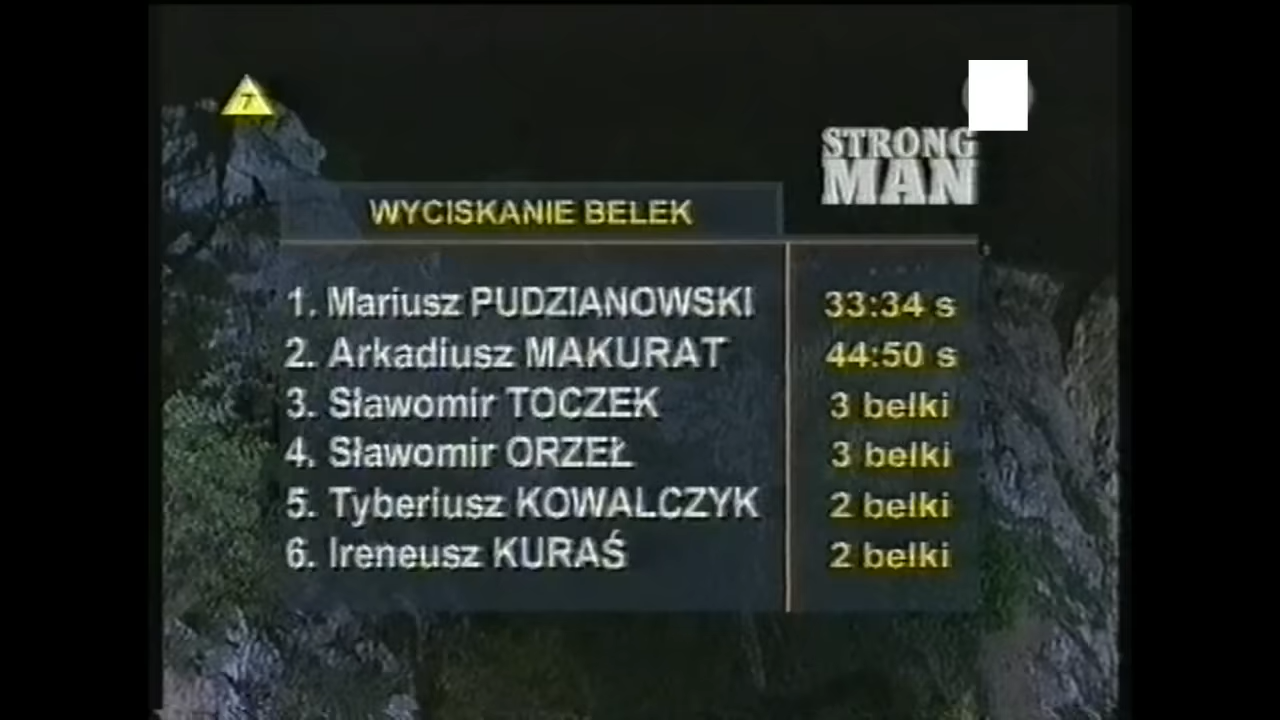 7
STRONG
MAN
WYCISKANIE BELEK
1. Mariusz PUDZIANOWSKI 33:34 s
2. Arkadiusz MAKURAT 44:50 s
3. Sławomir TOCZEK 3 belki
4. Sławomir ORZEŁ 3 belki
5. Tyberiusz KOWALCZYK 2 belki
6. Ireneusz KURAŚ 2 belki